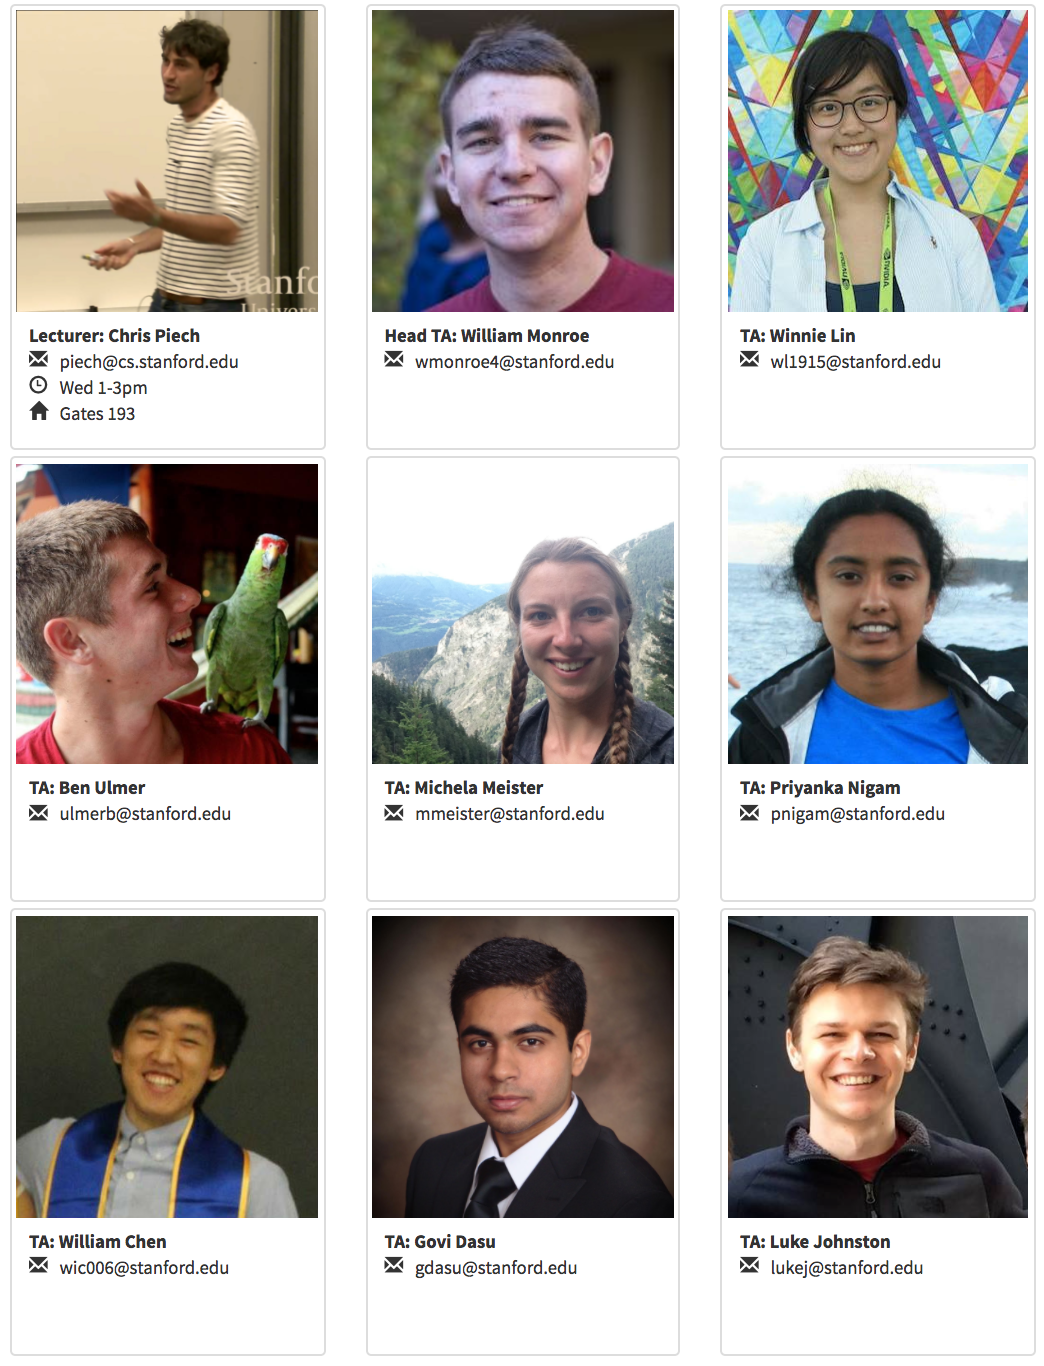 Stanfo
Univers
NVIDIA
Lecturer: Chris Piech
piech@cs.stanford.edu
Wed 1-3pm
Gates 193
Head TA: William Monroe
wmonroe4@stanford.edu
TA: Winnie Lin
wl1915@stanford.edu
TA: Ben Ulmer
ulmerb@stanford.edu
TA: Michela Meister
mmeister@stanford.edu
TA: Priyanka Nigam
pnigam@stanford.edu
TA: William Chen
wic006@stanford.edu
TA: Govi Dasu
gdasu@stanford.edu
TA: Luke Johnston
lukej@stanford.edu